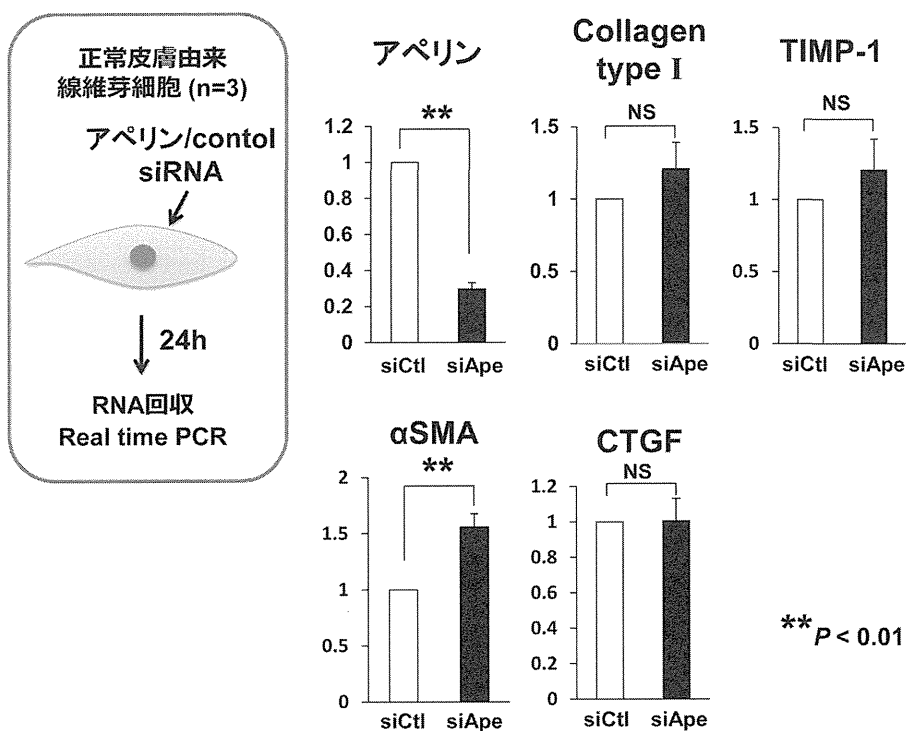 正常皮膚由来
線維芽細胞 (n=3)
アペリン/contol
siRNA
24h
RNA回収
Real time PCR
アペリン
**
1.2
1
0.8
0.6
0.4
0.2
0
siCtl siApe
Collagen
type I
NS
1.5
1
0.5
0
siCtl siApe
TIMP-1
NS
1.5
1
0.5
0
siCtl siApe
αSMA
**
2
1.5
1
0.5
0
siCtl siApe
CTGF
NS
1.2
1
0.8
0.6
0.4
0.2
0
siCtl siApe
**P < 0.01